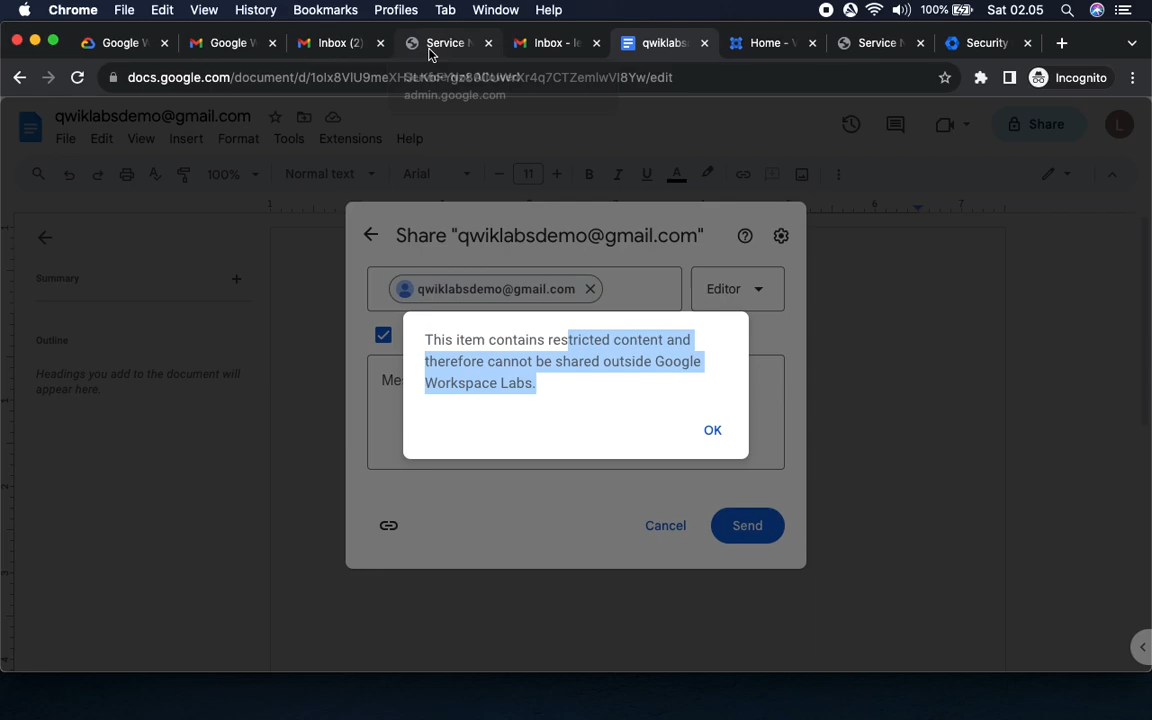 Chrome File Edit View History Bookmarks Profiles Tab Window Help 100% Sat 02.05
Google W Google W Inbox (2) Service N Inbox - le qwiklabs Home - V Service N Security
docs.google.com/document/d/ Incognito
admin.google.com
qwiklabsdemo@gmail.com
File Edit View Insert Format Tools Extensions Help
Share
L
100% Normal text Arial 11 B I U A
1 6 7
Summary
Outline
Headings you add to the document will
appear here.
Share "qwiklabsdemo@gmail.com"
qwiklabsdemo@gmail.com Editor
This item contains restricted content and
therefore cannot be shared outside Google
Workspace Labs.
OK
Cancel Send